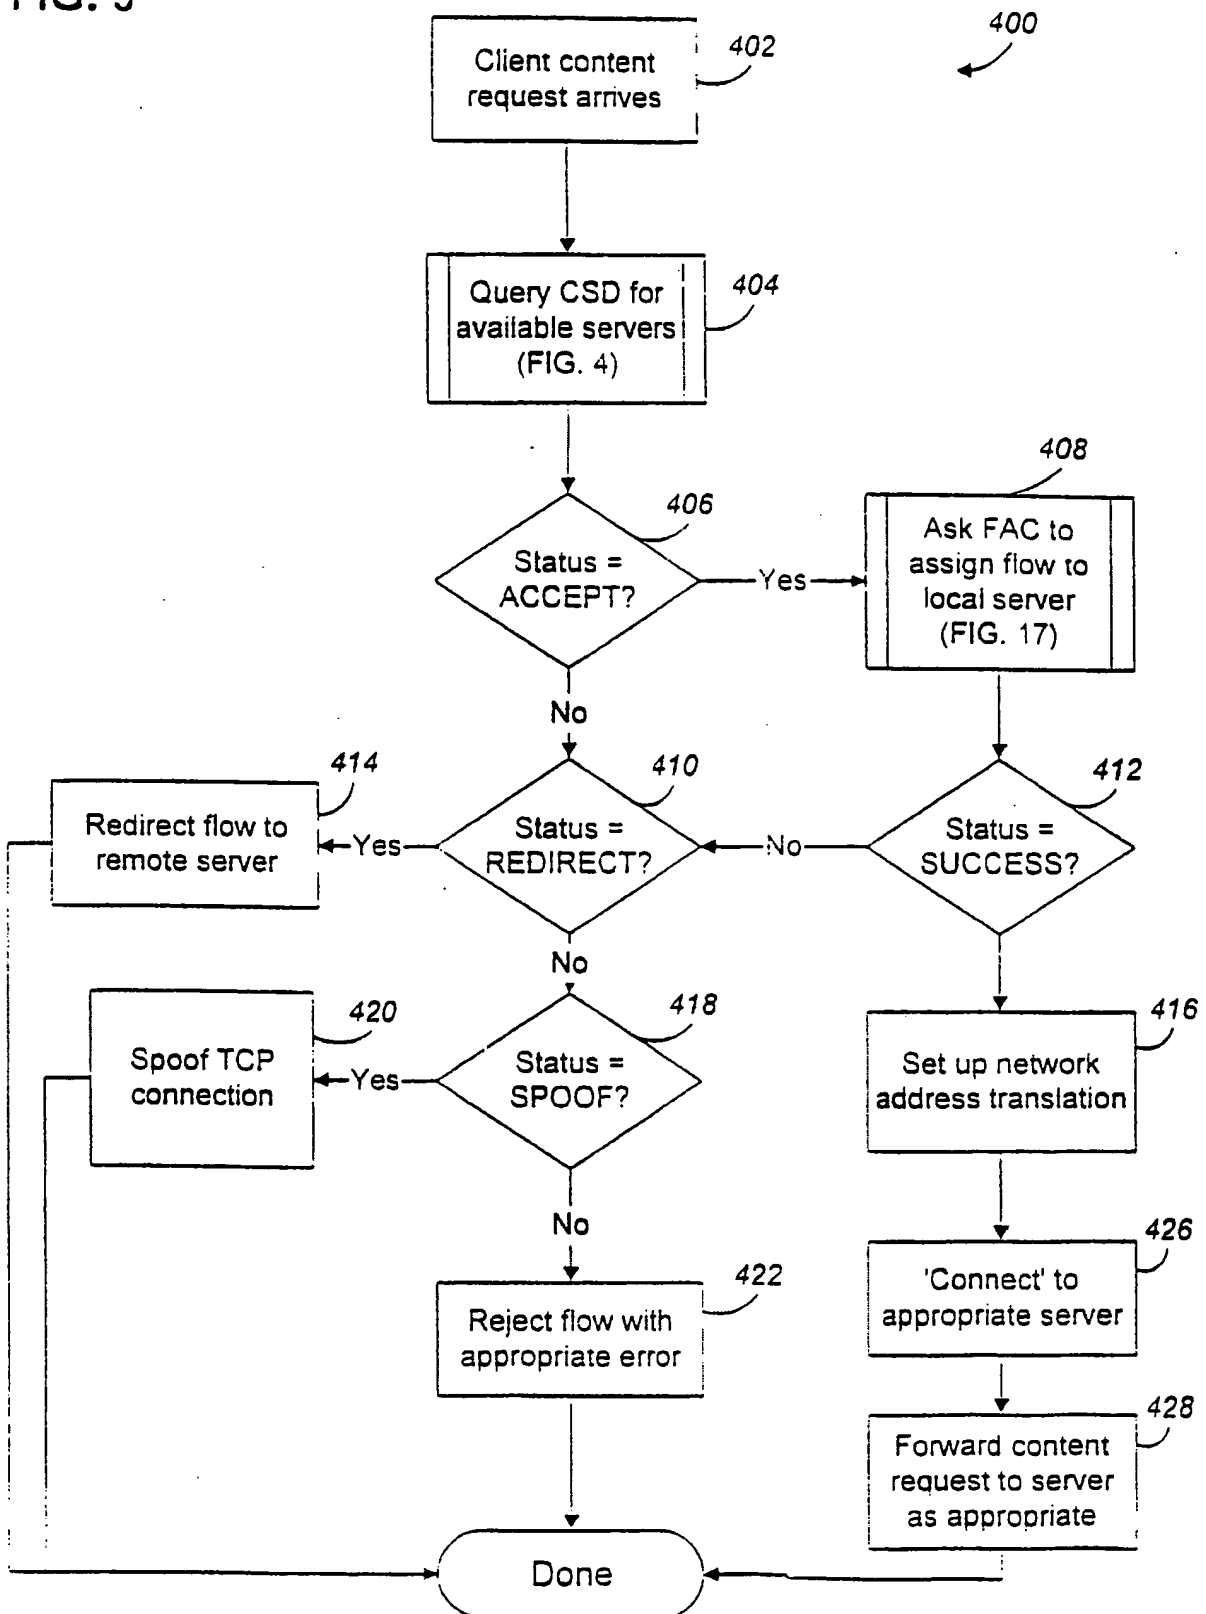 400
Client content
request arrives
402
Query CSD for
available servers
(FIG. 4)
404
Status =
ACCEPT?
406
Yes
Ask FAC to
assign flow to
local server
(FIG. 17)
408
No
Redirect flow to
remote server
414
Yes
Status =
REDIRECT?
410
No
Status =
SUCCESS?
412
No
Spoof TCP
connection
420
Yes
Status =
SPOOF?
418
Set up network
address translation
416
No
Reject flow with
appropriate error
422
'Connect' to
appropriate server
426
Forward content
request to server
as appropriate
428
Done